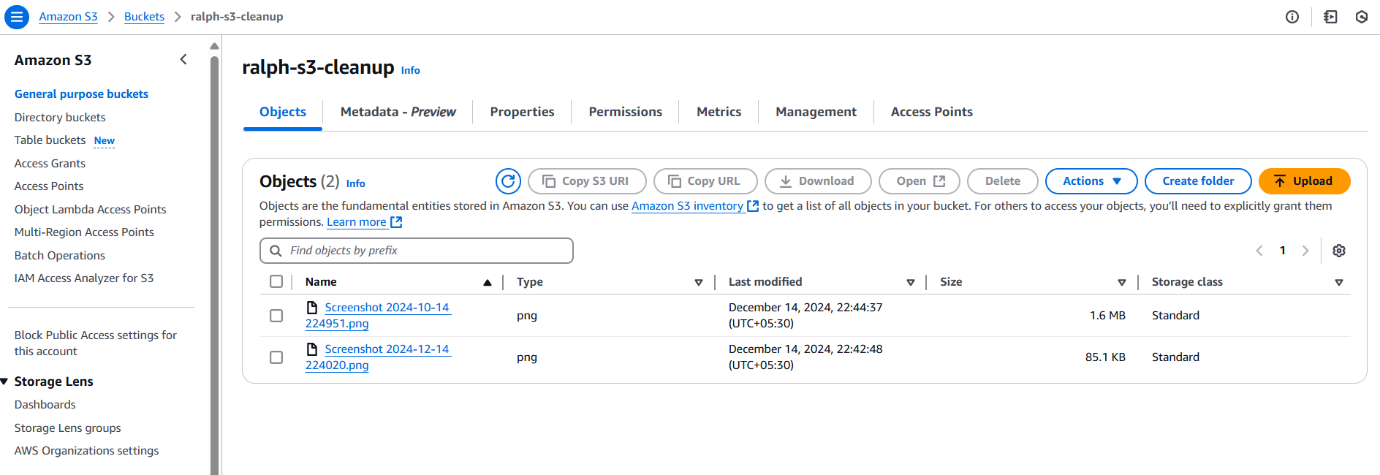 Amazon S3 > Buckets > ralph-s3-cleanup
Amazon S3
General purpose buckets
Directory buckets
Table buckets New
Access Grants
Access Points
Object Lambda Access Points
Multi-Region Access Points
Batch Operations
IAM Access Analyzer for S3
Block Public Access settings for
this account
Storage Lens
Dashboards
Storage Lens groups
AWS Organizations settings
ralph-s3-cleanup Info
Objects Metadata - Preview Properties Permissions Metrics Management Access Points
Objects (2) Info Copy S3 URI Copy URL Download Open Delete Actions Create folder Upload
Objects are the fundamental entities stored in Amazon S3. You can use Amazon S3 inventory to get a list of all objects in your bucket. For others to access your objects, you'll need to explicitly grant them
permissions. Learn more
Find objects by prefix 1
Name Type Last modified Size Storage class
Screenshot 2024-10-14 png December 14, 2024, 22:44:37 1.6 MB Standard
224951.png (UTC+05:30)
Screenshot 2024-12-14 png December 14, 2024, 22:42:48 85.1 KB Standard
224020.png (UTC+05:30)